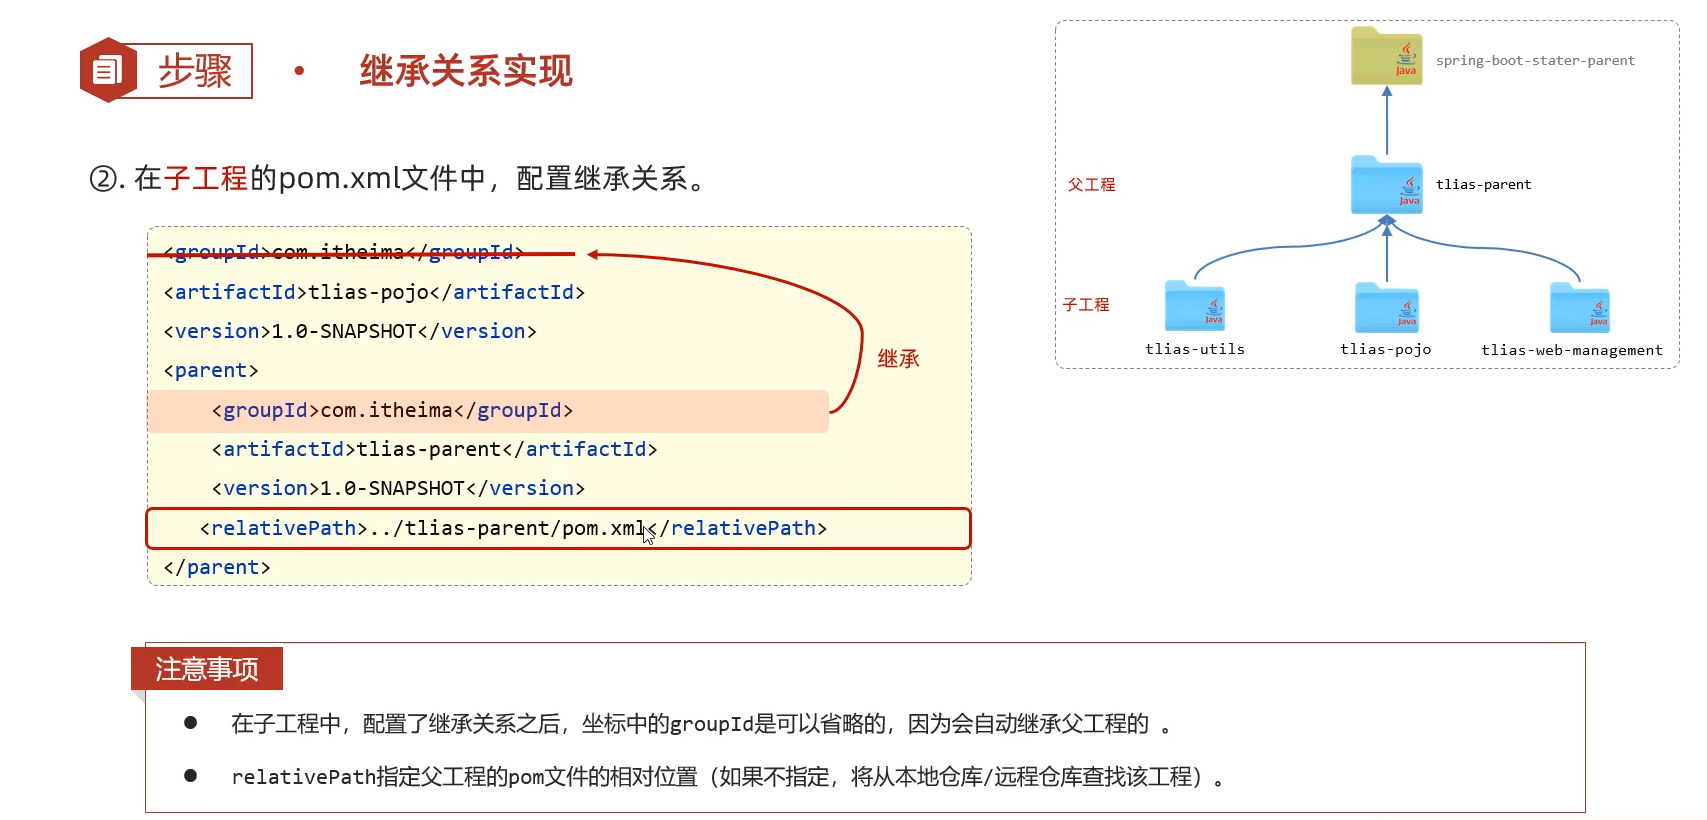 步骤 • 继承关系实现
②. 在子工程的pom.xml文件中，配置继承关系。
<groupId>com.itheima</groupId>
<artifactId>tlias-pojo</artifactId>
<version>1.0-SNAPSHOT</version>
<parent>
<groupId>com.itheima</groupId>
<artifactId>tlias-parent</artifactId>
<version>1.0-SNAPSHOT</version>
<relativePath>../tlias-parent/pom.xml</relativePath>
</parent>
继承
Java
spring-boot-stater-parent
父工程
Java
tlias-parent
子工程
Java
Java
Java
tlias-utils
tlias-pojo
tlias-web-management
注意事项
● 在子工程中，配置了继承关系之后，坐标中的groupId是可以省略的，因为会自动继承父工程的 。
● relativePath指定父工程的pom文件的相对位置（如果不指定，将从本地仓库/远程仓库查找该工程）。